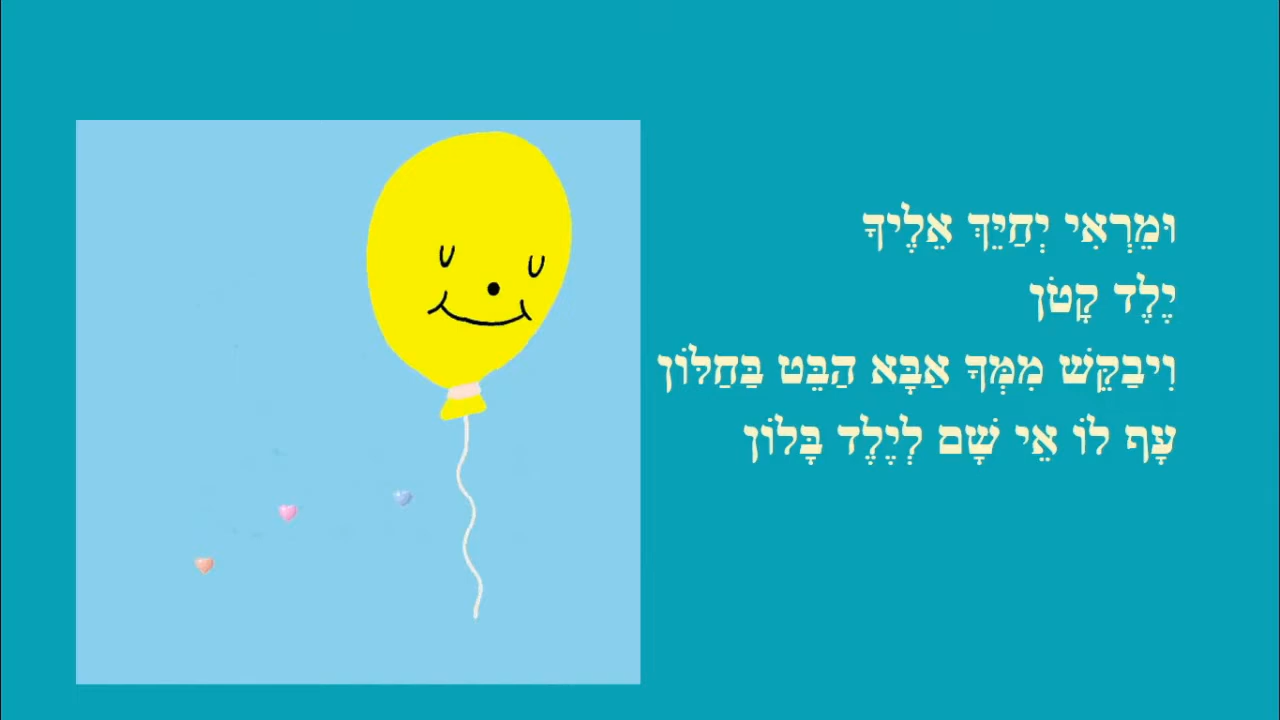 וּמֵרְאִי יְחַיֵּךְ אֵלֶיךָ
יֶלֶד קָטֹן
וִיבַקֵּשׁ מִמְּךָ אַבָּא הַבֵּט בַּחַלּוֹן
עָף לוֹ אֵי שָׁם לְיֶלֶד בָּלוֹן